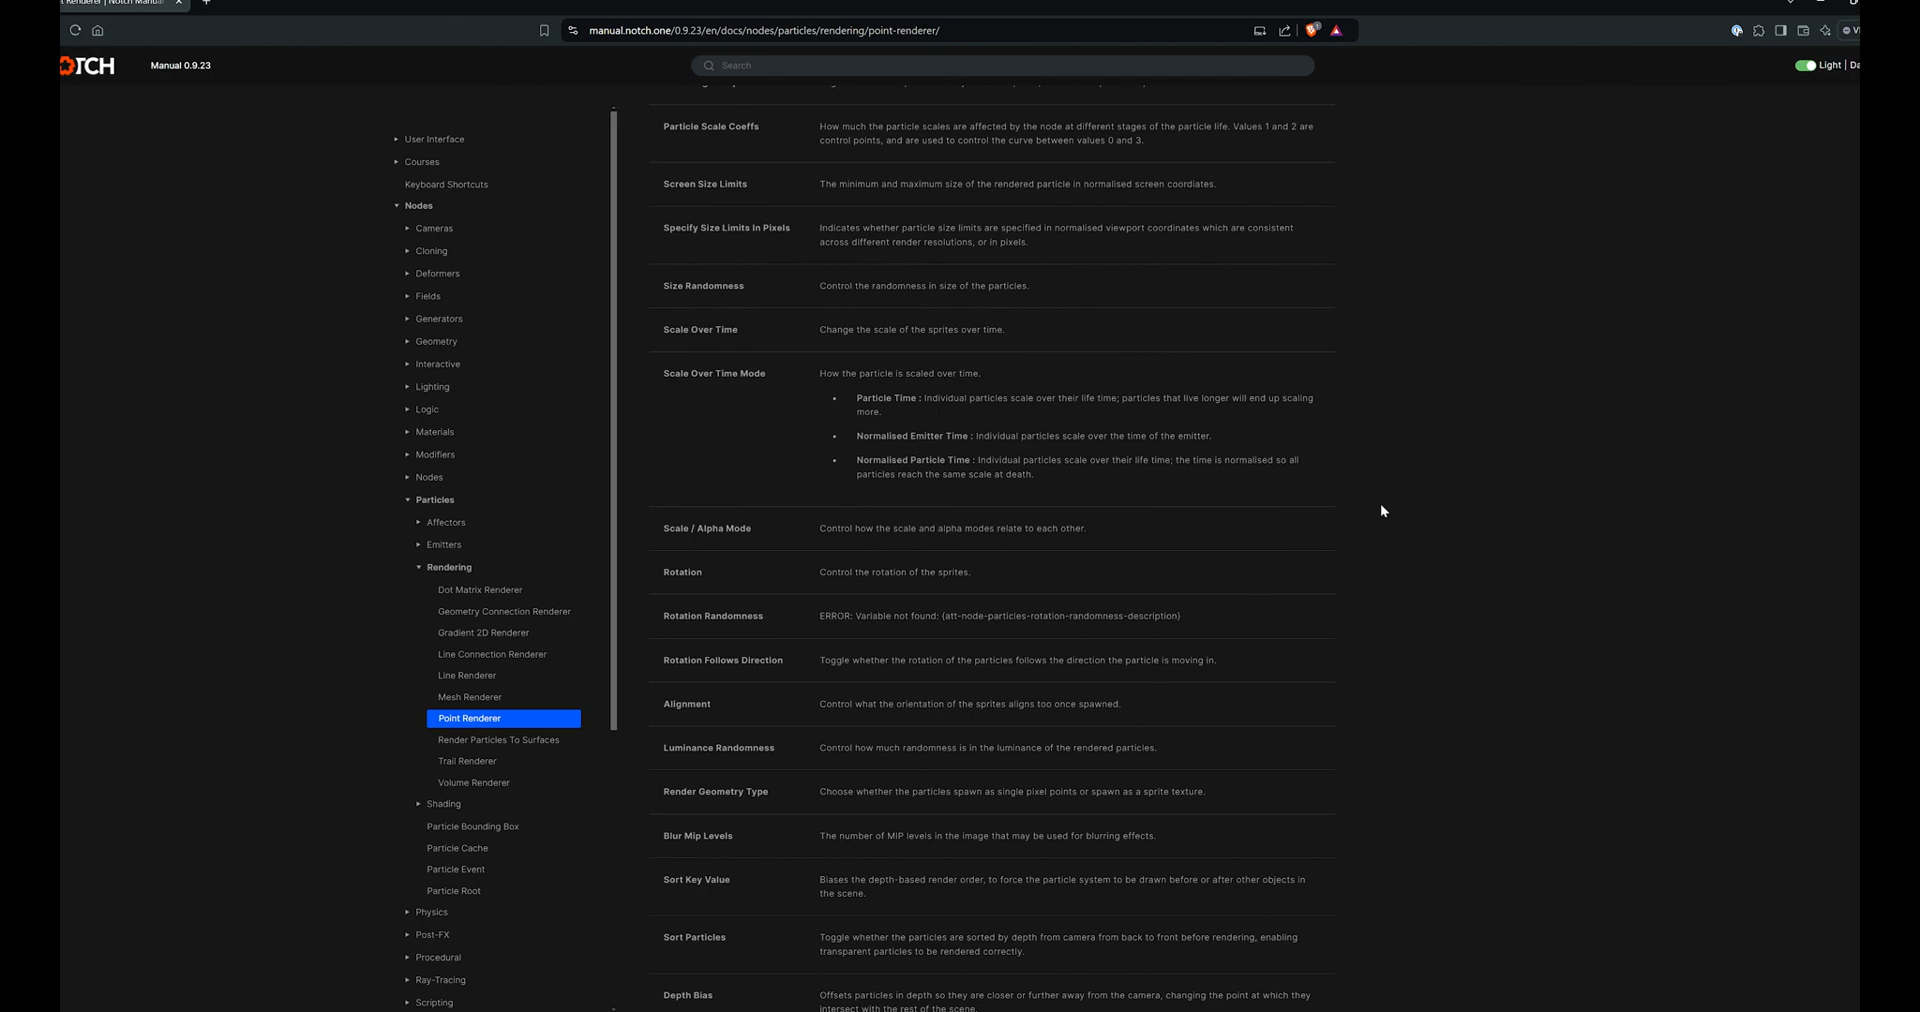 Renderer | Notch Manual
manual.notch.one/0.9.23/en/docs/nodes/particles/rendering/point-renderer/
1
OTCH
Manual 0.9.23
Search
Light | Da
User Interface
Courses
Keyboard Shortcuts
Nodes
Cameras
Cloning
Deformers
Fields
Generators
Geometry
Interactive
Lighting
Logic
Materials
Modifiers
Nodes
Particles
Affectors
Emitters
Rendering
Dot Matrix Renderer
Geometry Connection Renderer
Gradient 2D Renderer
Line Connection Renderer
Line Renderer
Mesh Renderer
Point Renderer
Render Particles To Surfaces
Trail Renderer
Volume Renderer
Shading
Particle Bounding Box
Particle Cache
Particle Event
Particle Root
Physics
Post-FX
Procedural
Ray-Tracing
Scripting
Particle Scale Coeffs
How much the particle scales are affected by the node at different stages of the particle life. Values 1 and 2 are
control points, and are used to control the curve between values 0 and 3.
Screen Size Limits
The minimum and maximum size of the rendered particle in normalised screen coordiates.
Specify Size Limits In Pixels
Indicates whether particle size limits are specified in normalised viewport coordinates which are consistent
across different render resolutions, or in pixels.
Size Randomness
Control the randomness in size of the particles.
Scale Over Time
Change the scale of the sprites over time.
Scale Over Time Mode
How the particle is scaled over time.
• Particle Time : Individual particles scale over their life time; particles that live longer will end up scaling
more.
• Normalised Emitter Time : Individual particles scale over the time of the emitter.
• Normalised Particle Time : Individual particles scale over their life time; the time is normalised so all
particles reach the same scale at death.
Scale / Alpha Mode
Control how the scale and alpha modes relate to each other.
Rotation
Control the rotation of the sprites.
Rotation Randomness
ERROR: Variable not found: {att-node-particles-rotation-randomness-description}
Rotation Follows Direction
Toggle whether the rotation of the particles follows the direction the particle is moving in.
Alignment
Control what the orientation of the sprites aligns too once spawned.
Luminance Randomness
Control how much randomness is in the luminance of the rendered particles.
Render Geometry Type
Choose whether the particles spawn as single pixel points or spawn as a sprite texture.
Blur Mip Levels
The number of MIP levels in the image that may be used for blurring effects.
Sort Key Value
Biases the depth-based render order, to force the particle system to be drawn before or after other objects in
the scene.
Sort Particles
Toggle whether the particles are sorted by depth from camera from back to front before rendering, enabling
transparent particles to be rendered correctly.
Depth Bias
Offsets particles in depth so they are closer or further away from the camera, changing the point at which they
intersect with the rest of the scene.